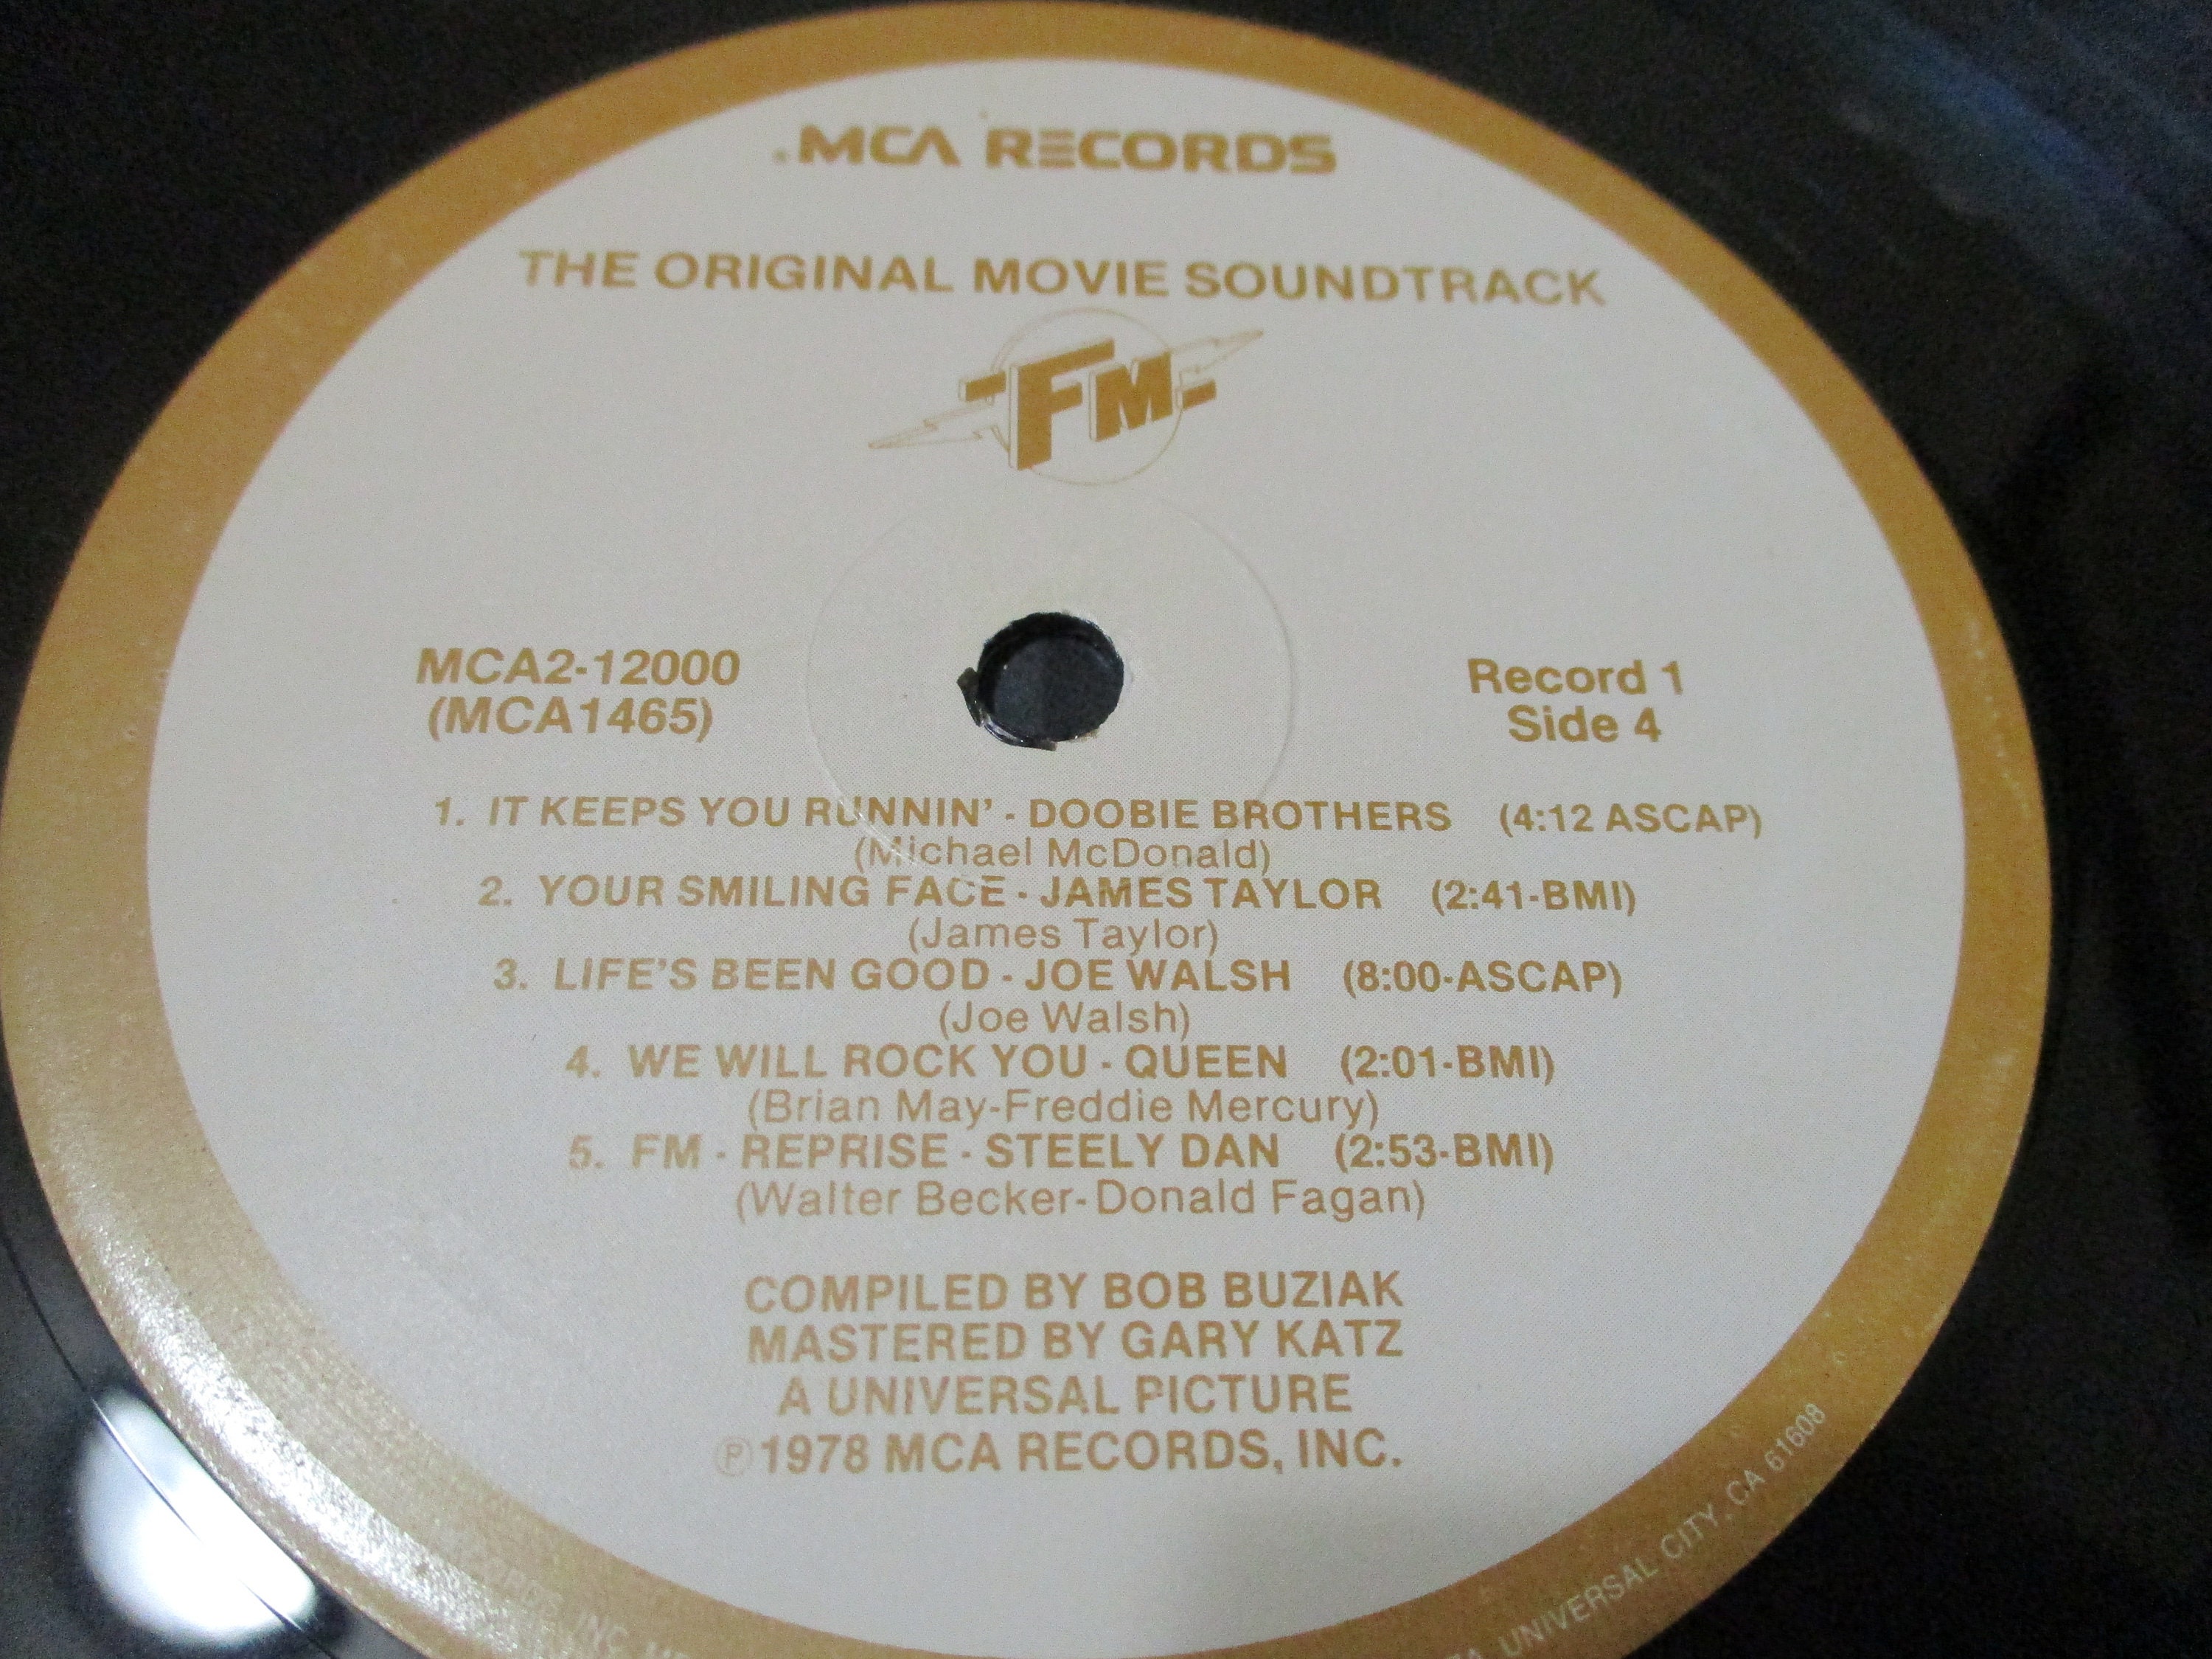 MCA RECORDS
THE ORIGINAL MOVIE SOUNDTRACK
FM
MCA2-12000
(MCA1465)
Record 1
Side 4
1. IT KEEPS YOU RUNNIN' - DOOBIE BROTHERS (4:12 ASCAP)
(Michael McDonald)
2. YOUR SMILING FACE - JAMES TAYLOR (2:41-BMI)
(James Taylor)
3. LIFE'S BEEN GOOD - JOE WALSH (8:00-ASCAP)
(Joe Walsh)
4. WE WILL ROCK YOU - QUEEN (2:01-BMI)
(Brian May-Freddie Mercury)
5. FM - REPRISE - STEELY DAN (2:53-BMI)
(Walter Becker-Donald Fagan)
COMPILED BY BOB BUZIAK
MASTERED BY GARY KATZ
A UNIVERSAL PICTURE
℗1978 MCA RECORDS, INC.
INC. UNIVERSAL CITY, CA 61608